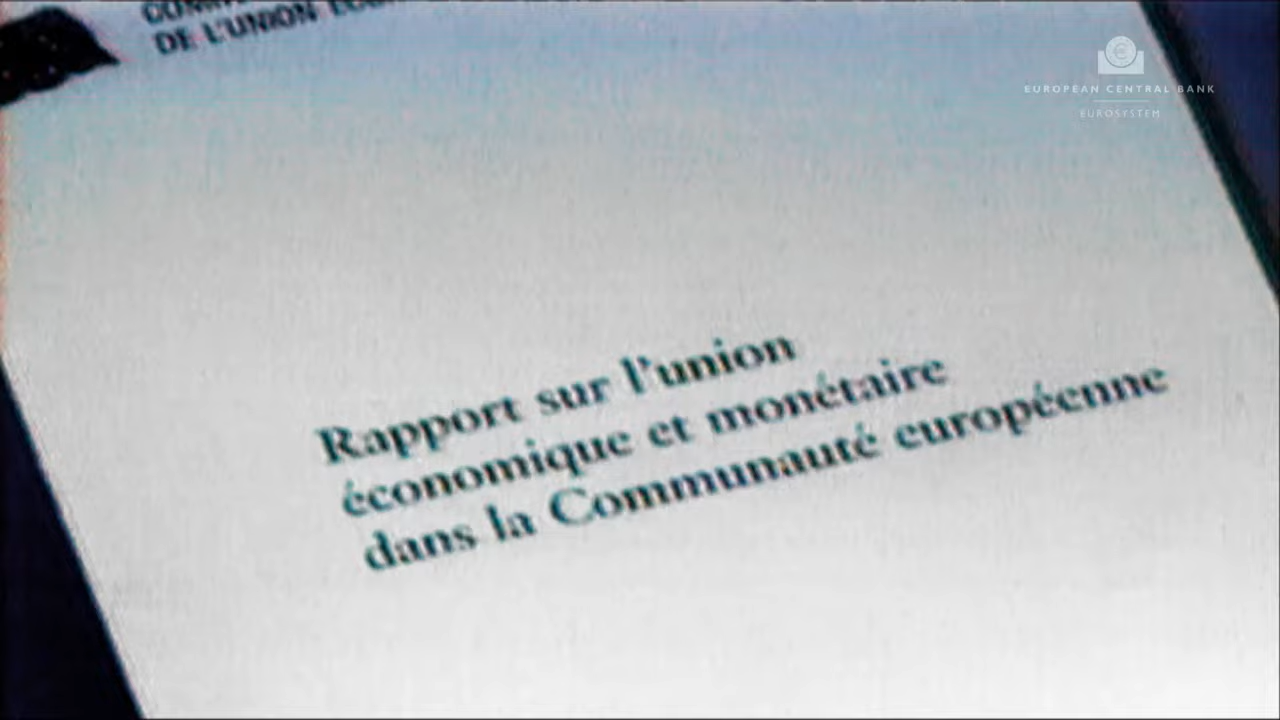 DE L'UNION
Rapport sur l'union
économique et monétaire
dans la Communauté européenne
EUROPEAN CENTRAL BANK
EUROSYSTEM